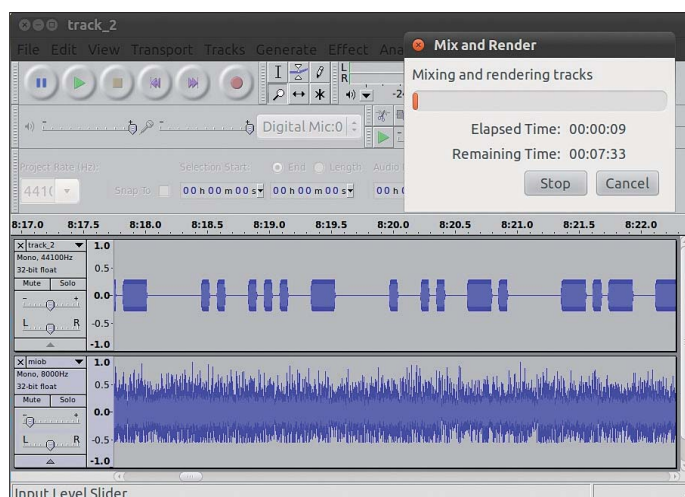 track_2
File Edit View Transport Tracks Generate Effect Ana
Mix and Render
Mixing and rendering tracks
Elapsed Time: 00:00:09
Remaining Time: 00:07:33
Stop Cancel
L
R
-2
Digital Mic:0
Project Rate (Hz): Selection Start: End Length Audio
4410 Snap To 00 h 00 m 00 s 00 h 00 m 00 s 00 h
8:17.0 8:17.5 8:18.0 8:18.5 8:19.0 8:19.5 8:20.0 8:20.5 8:21.0 8:21.5 8:22.0
X track_2 1.0
Mono, 44100Hz
32-bit float 0.5
Mute Solo
- + 0.0
L R -0.5
-1.0
X miob 1.0
Mono, 8000Hz
32-bit float 0.5
Mute Solo
- + 0.0
L R -0.5
-1.0
Input Level Slider